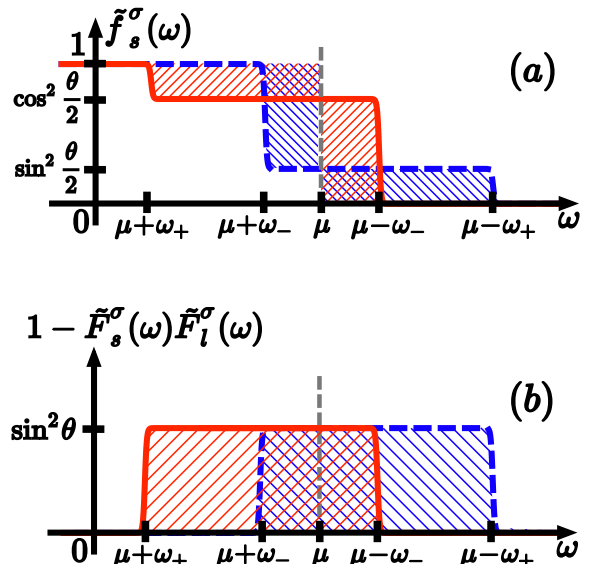 f̃_s^σ(ω)
1
(a)
cos² θ/2
sin² θ/2
0 μ+ω₊ μ+ω₋ μ μ−ω₋ μ−ω₊ ω
1 − F̃_s^σ(ω)F̃_l^σ(ω)
(b)
sin²θ
0 μ+ω₊ μ+ω₋ μ μ−ω₋ μ−ω₊ ω